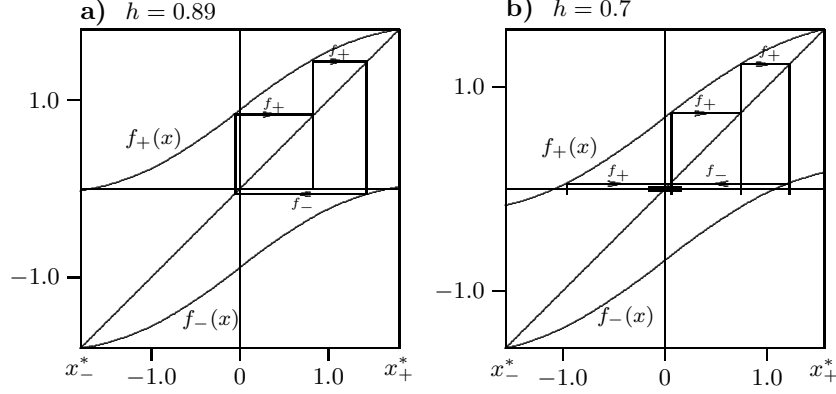 a) h = 0.89
f₊
1.0
f₊
f₊(x)
f₋
−1.0
f₋(x)
x*₋ −1.0 0 1.0 x*₊
b) h = 0.7
f₊
1.0
f₊
f₊(x)
f₊ f₋
−1.0
f₋(x)
x*₋ −1.0 0 1.0 x*₊